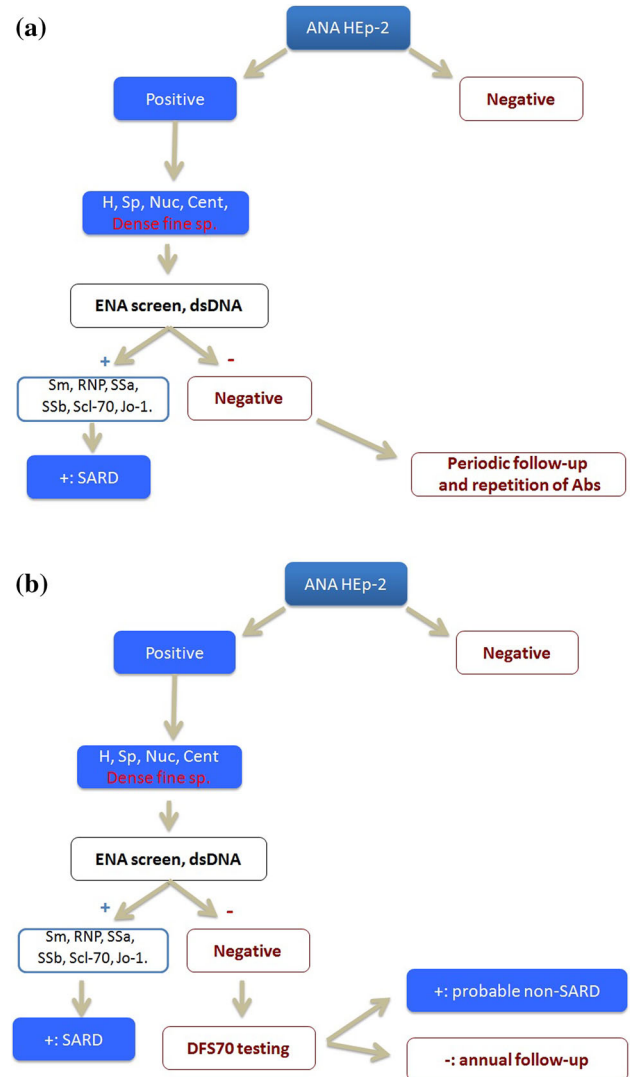 (a)
ANA HEp-2
Positive
Negative
H, Sp, Nuc, Cent,
Dense fine sp.
ENA screen, dsDNA
+
-
Sm, RNP, SSa,
SSb, Scl-70, Jo-1.
Negative
+: SARD
Periodic follow-up
and repetition of Abs
(b)
ANA HEp-2
Positive
Negative
H, Sp, Nuc, Cent
Dense fine sp.
ENA screen, dsDNA
+
-
Sm, RNP, SSa,
SSb, Scl-70, Jo-1.
Negative
+: probable non-SARD
+: SARD
DFS70 testing
-: annual follow-up